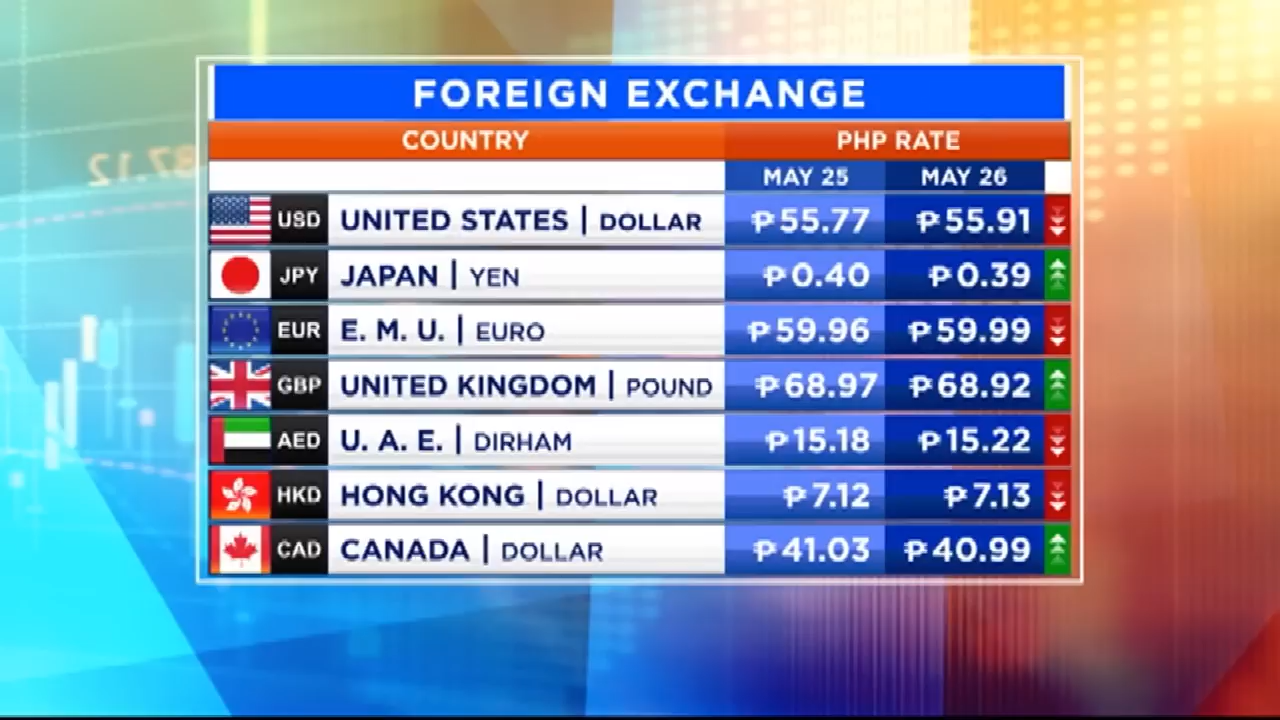 FOREIGN EXCHANGE
COUNTRY PHP RATE
MAY 25 MAY 26
USD UNITED STATES | DOLLAR ₱55.77 ₱55.91
JPY JAPAN | YEN ₱0.40 ₱0.39
EUR E. M. U. | EURO ₱59.96 ₱59.99
GBP UNITED KINGDOM | POUND ₱68.97 ₱68.92
AED U. A. E. | DIRHAM ₱15.18 ₱15.22
HKD HONG KONG | DOLLAR ₱7.12 ₱7.13
CAD CANADA | DOLLAR ₱41.03 ₱40.99